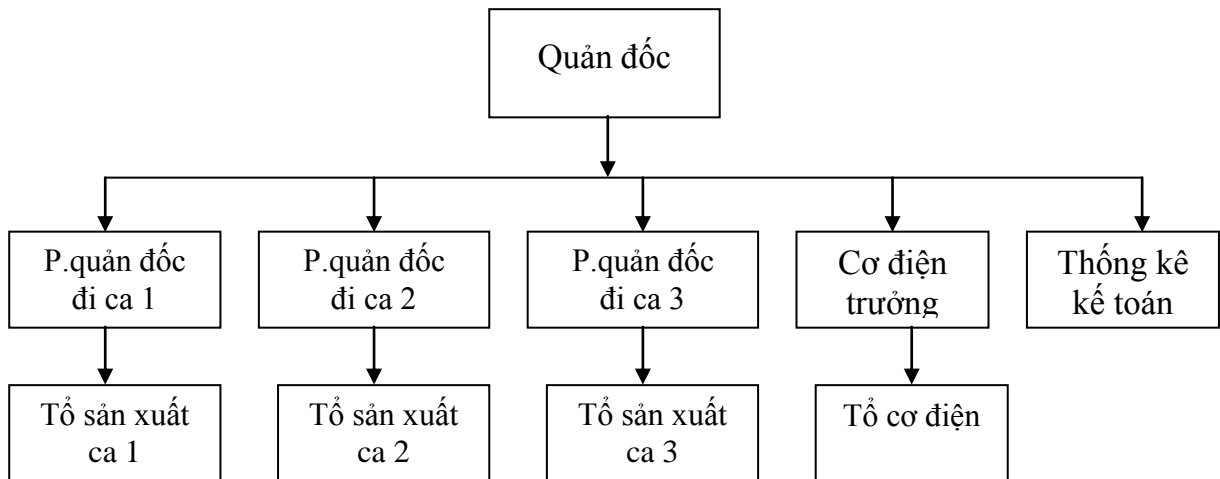 Quản đốc
P.quản đốc
đi ca 1
P.quản đốc
đi ca 2
P.quản đốc
đi ca 3
Cơ điện
trưởng
Thống kê
kế toán
Tổ sản xuất
ca 1
Tổ sản xuất
ca 2
Tổ sản xuất
ca 3
Tổ cơ điện